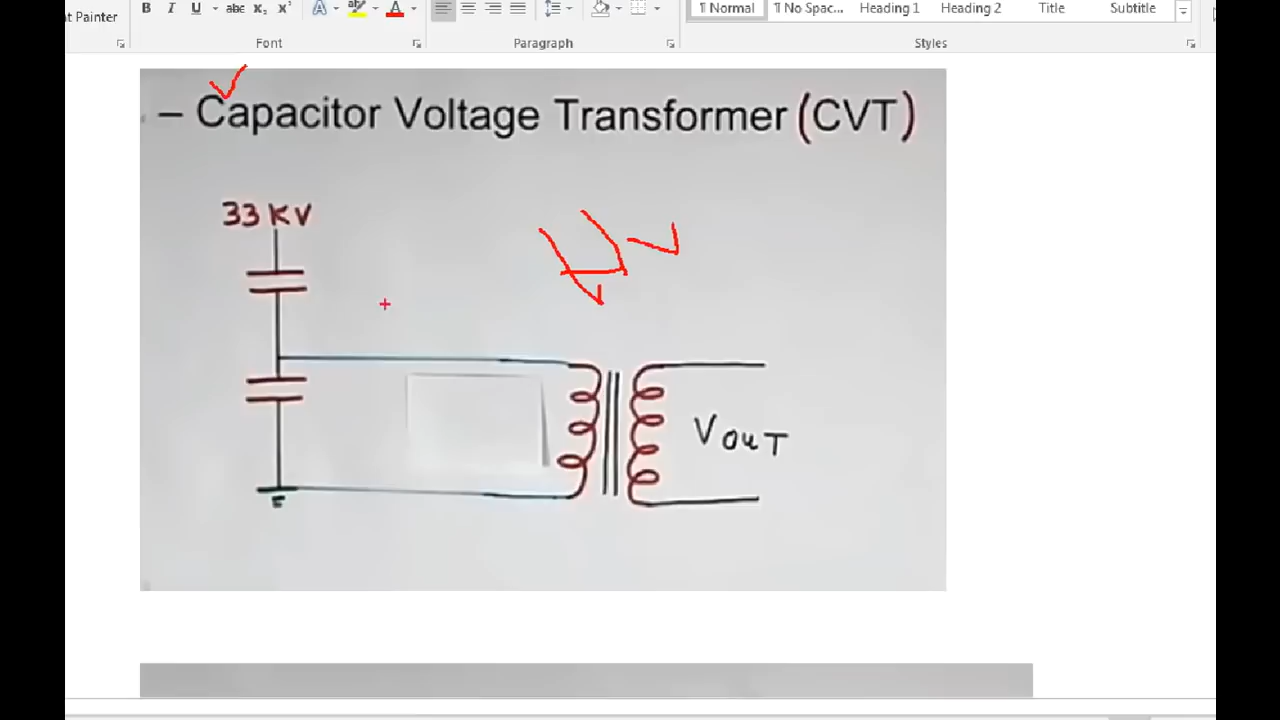 t Painter
B I U abc x₂ x² A ab A
¶ Normal ¶ No Spac... Heading 1 Heading 2 Title Subtitle
Font Paragraph Styles
– Capacitor Voltage Transformer (CVT)
33 KV
VOUT